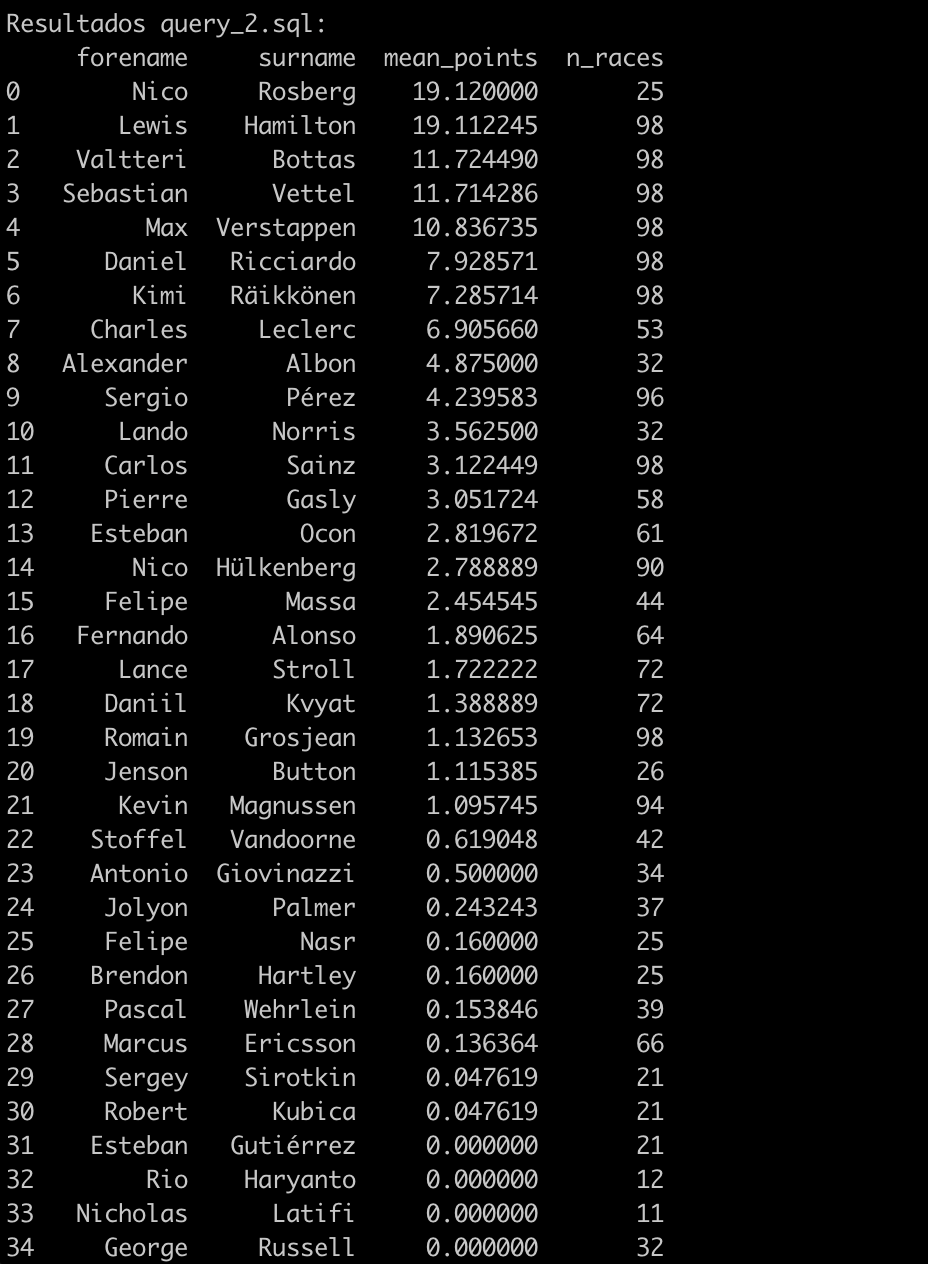 Resultados query_2.sql:
forename surname mean_points n_races
0 Nico Rosberg 19.120000 25
1 Lewis Hamilton 19.112245 98
2 Valtteri Bottas 11.724490 98
3 Sebastian Vettel 11.714286 98
4 Max Verstappen 10.836735 98
5 Daniel Ricciardo 7.928571 98
6 Kimi Räikkönen 7.285714 98
7 Charles Leclerc 6.905660 53
8 Alexander Albon 4.875000 32
9 Sergio Pérez 4.239583 96
10 Lando Norris 3.562500 32
11 Carlos Sainz 3.122449 98
12 Pierre Gasly 3.051724 58
13 Esteban Ocon 2.819672 61
14 Nico Hülkenberg 2.788889 90
15 Felipe Massa 2.454545 44
16 Fernando Alonso 1.890625 64
17 Lance Stroll 1.722222 72
18 Daniil Kvyat 1.388889 72
19 Romain Grosjean 1.132653 98
20 Jenson Button 1.115385 26
21 Kevin Magnussen 1.095745 94
22 Stoffel Vandoorne 0.619048 42
23 Antonio Giovinazzi 0.500000 34
24 Jolyon Palmer 0.243243 37
25 Felipe Nasr 0.160000 25
26 Brendon Hartley 0.160000 25
27 Pascal Wehrlein 0.153846 39
28 Marcus Ericsson 0.136364 66
29 Sergey Sirotkin 0.047619 21
30 Robert Kubica 0.047619 21
31 Esteban Gutiérrez 0.000000 21
32 Rio Haryanto 0.000000 12
33 Nicholas Latifi 0.000000 11
34 George Russell 0.000000 32